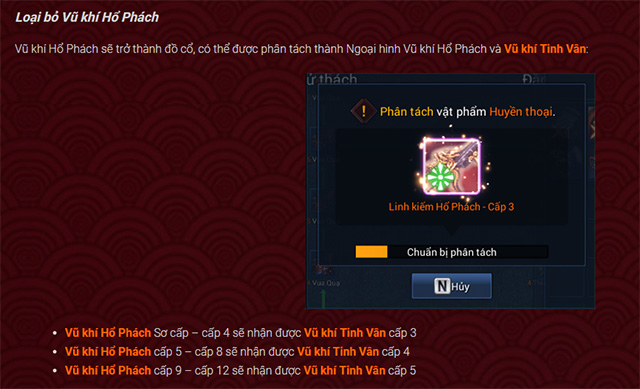 Loại bỏ Vũ khí Hổ Phách
Vũ khí Hổ Phách sẽ trở thành đồ cổ, có thể được phân tách thành Ngoại hình Vũ khí Hổ Phách và Vũ khí Tinh Vân:
ử thách
Phân tách vật phẩm Huyền thoại.
Linh kiếm Hổ Phách - Cấp 3
Chuẩn bị phân tách
N Hủy
Vũ khí Hổ Phách Sơ cấp – cấp 4 sẽ nhận được Vũ khí Tinh Vân cấp 3
Vũ khí Hổ Phách cấp 5 – cấp 8 sẽ nhận được Vũ khí Tinh Vân cấp 4
Vũ khí Hổ Phách cấp 9 – cấp 12 sẽ nhận được Vũ khí Tinh Vân cấp 5